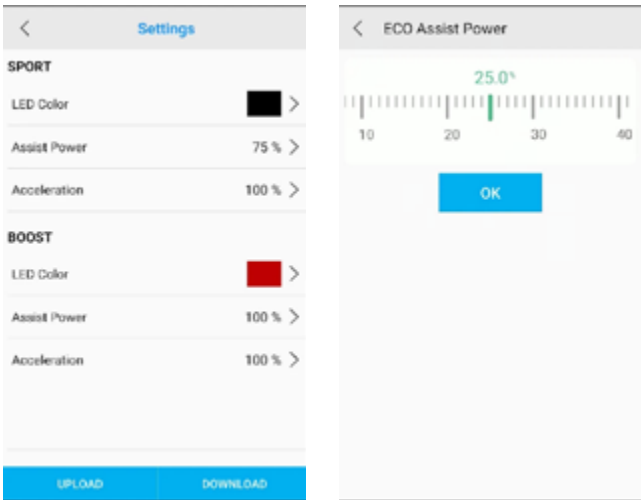 Settings
SPORT
LED Color
Assist Power 75 %
Acceleration 100 %
BOOST
LED Color
Assist Power 100 %
Acceleration 100 %
UPLOAD DOWNLOAD
ECO Assist Power
25.0%
10 20 30 40
OK